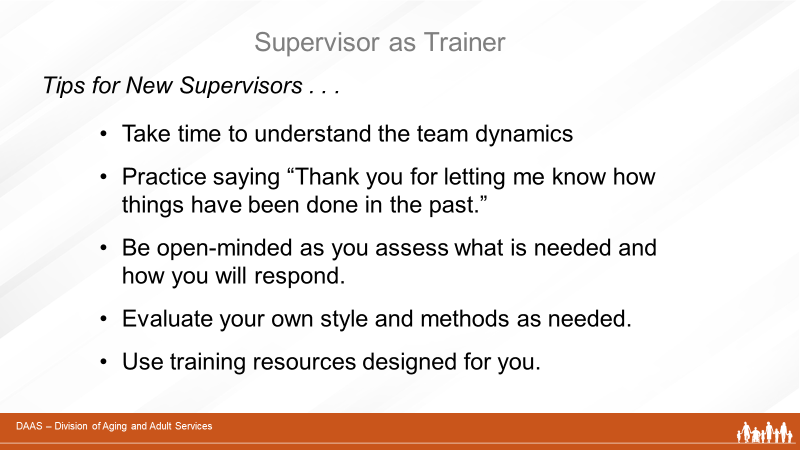 Supervisor as Trainer
Tips for New Supervisors . . .
• Take time to understand the team dynamics
• Practice saying “Thank you for letting me know how
things have been done in the past.”
• Be open-minded as you assess what is needed and
how you will respond.
• Evaluate your own style and methods as needed.
• Use training resources designed for you.
DAAS – Division of Aging and Adult Services